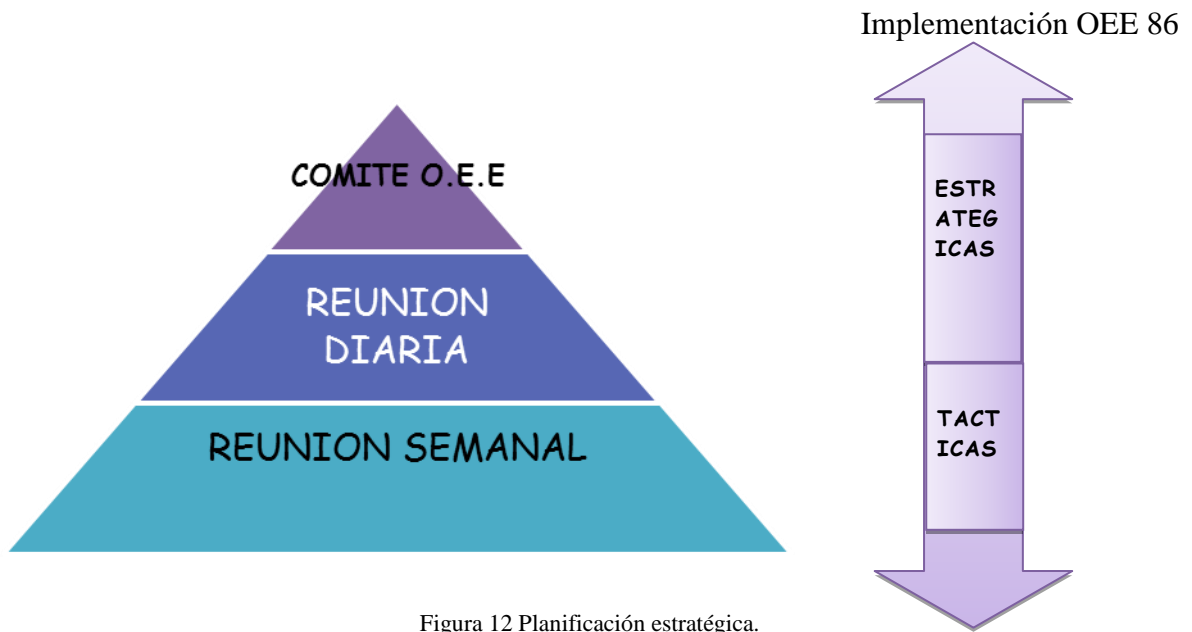 Implementación OEE 86
COMITE O.E.E
REUNION
DIARIA
REUNION SEMANAL
ESTR
ATEG
ICAS
TACT
ICAS
Figura 12 Planificación estratégica.